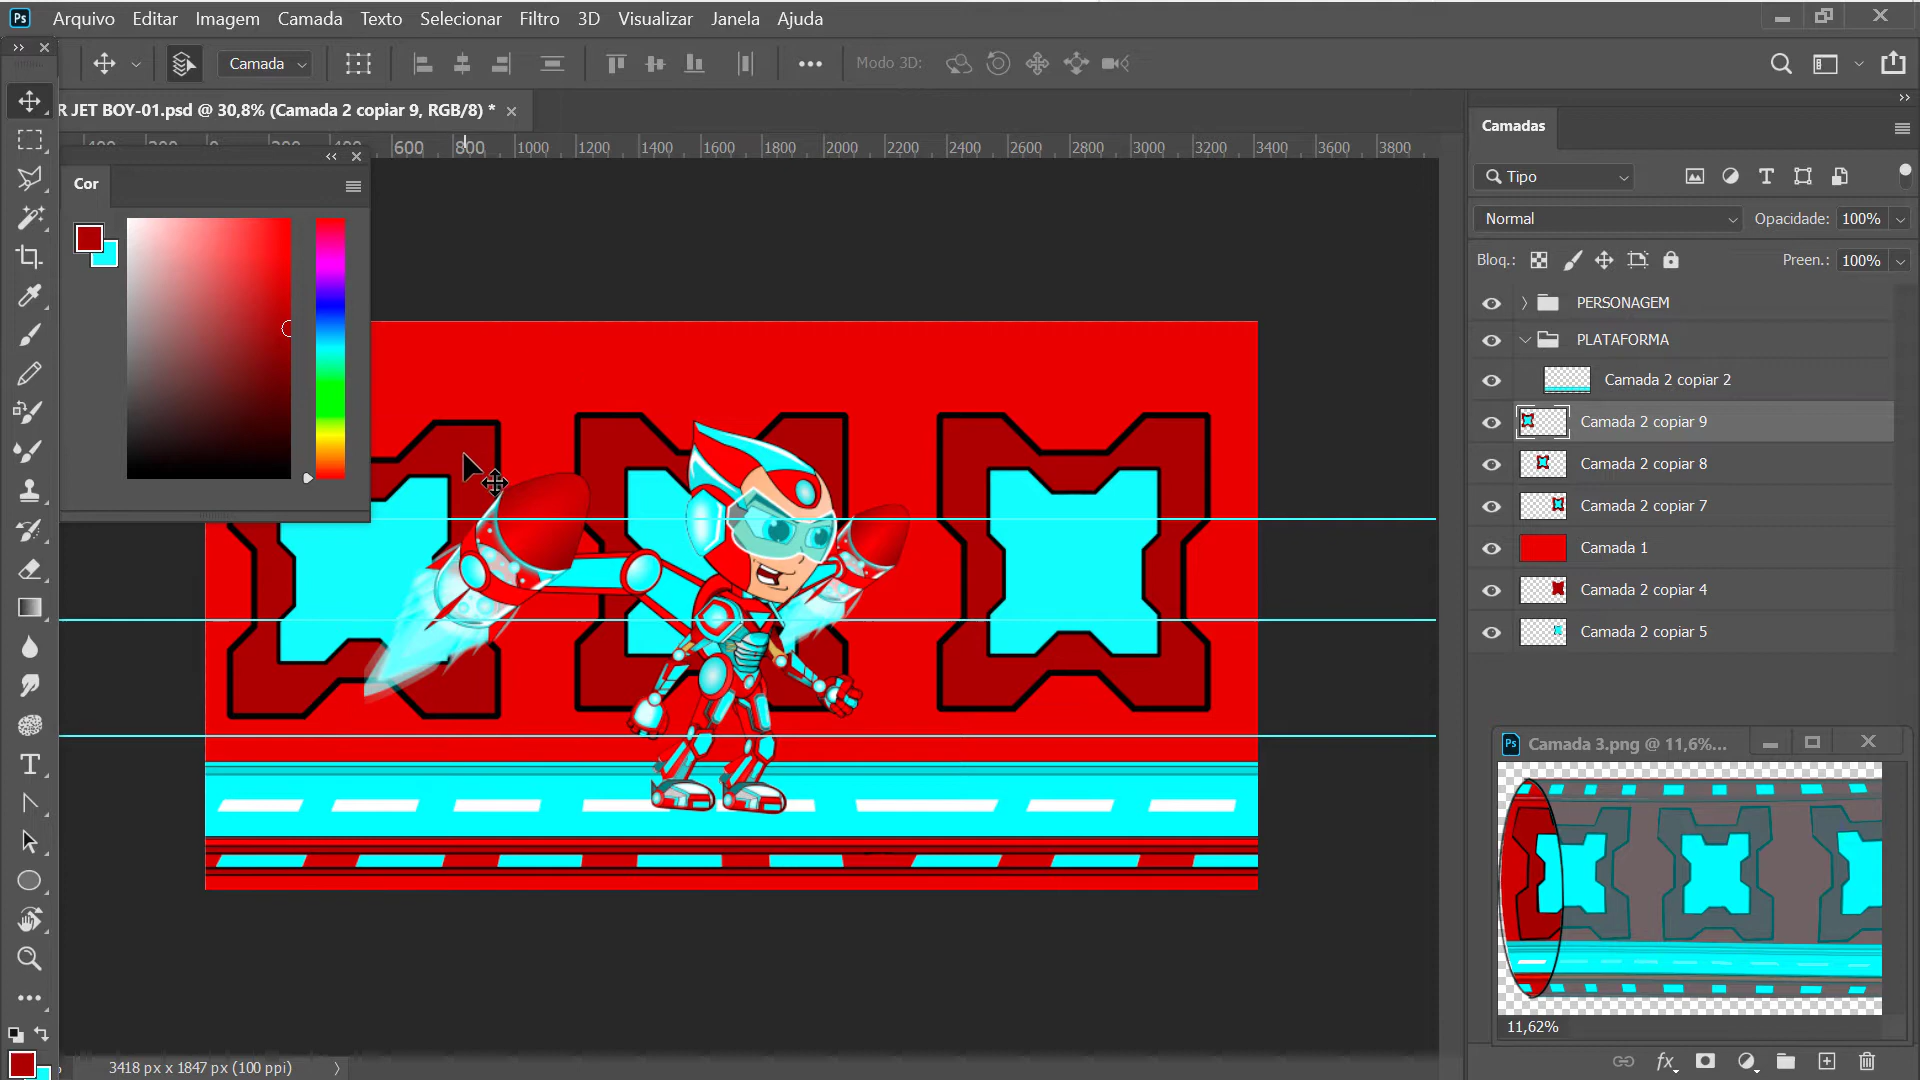 Ps Arquivo Editar Imagem Camada Texto Selecionar Filtro 3D Visualizar Janela Ajuda
Camada Modo 3D:
R JET BOY-01.psd @ 30,8% (Camada 2 copiar 9, RGB/8) *
600 800 1000 1200 1400 1600 1800 2000 2200 2400 2600 2800 3000 3200 3400 3600 3800
Cor
Camadas
Tipo
Normal Opacidade: 100%
Bloq.: Preen.: 100%
PERSONAGEM
PLATAFORMA
Camada 2 copiar 2
Camada 2 copiar 9
Camada 2 copiar 8
Camada 2 copiar 7
Camada 1
Camada 2 copiar 4
Camada 2 copiar 5
Ps Camada 3.png @ 11,6%...
11,62%
3418 px x 1847 px (100 ppi)
fx